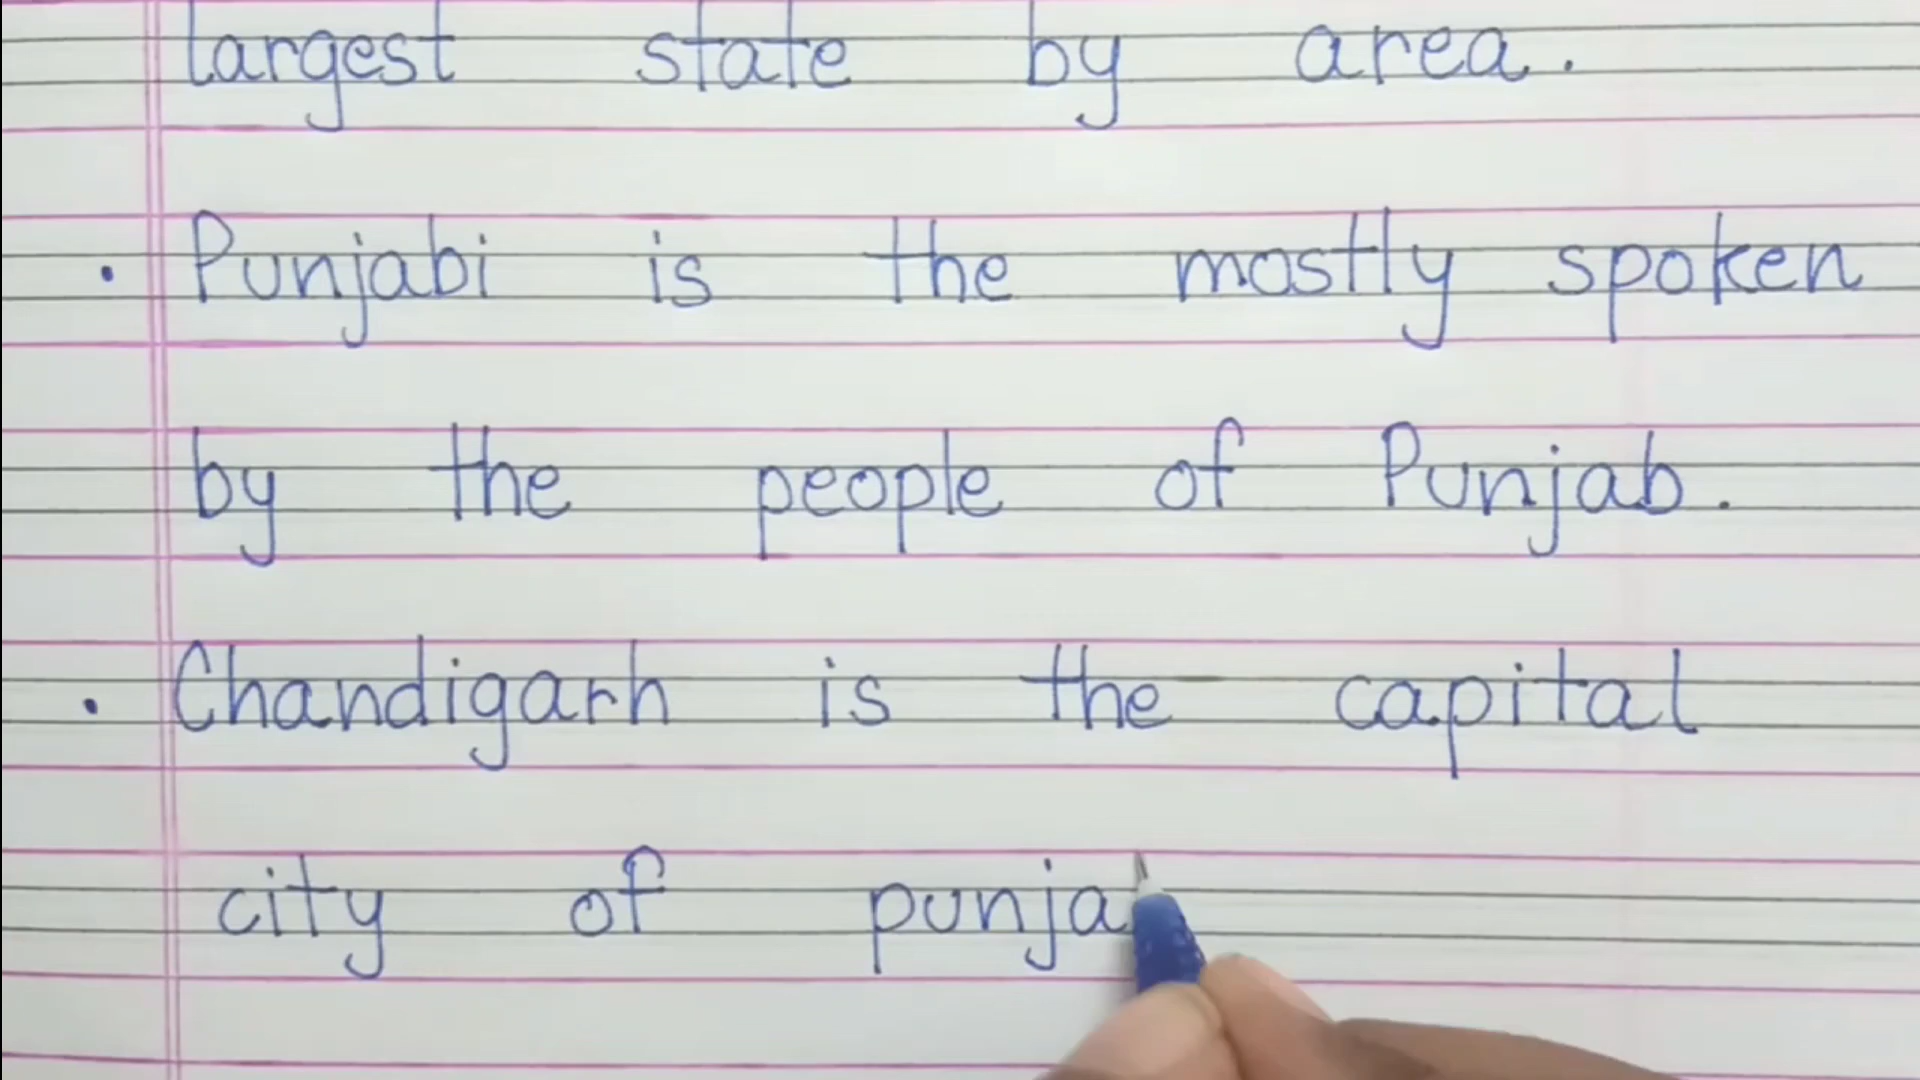 largest state by area.
• Punjabi is the mostly spoken
by the people of Punjab.
• Chandigarh is the capital
city of punja